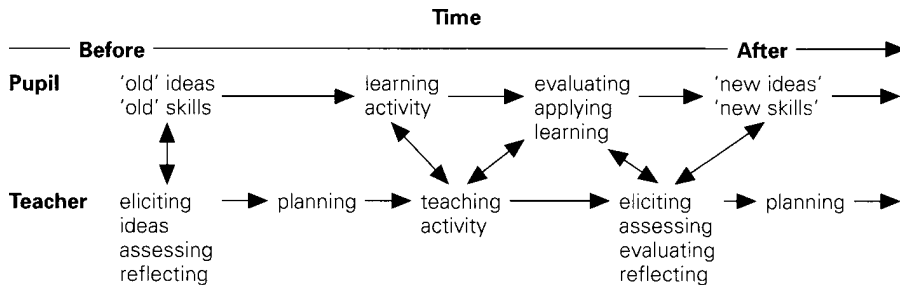 Time
Before After
Pupil 'old' ideas learning evaluating 'new ideas'
'old' skills activity applying 'new skills'
learning
Teacher eliciting planning teaching eliciting planning
ideas activity assessing
assessing evaluating
reflecting reflecting